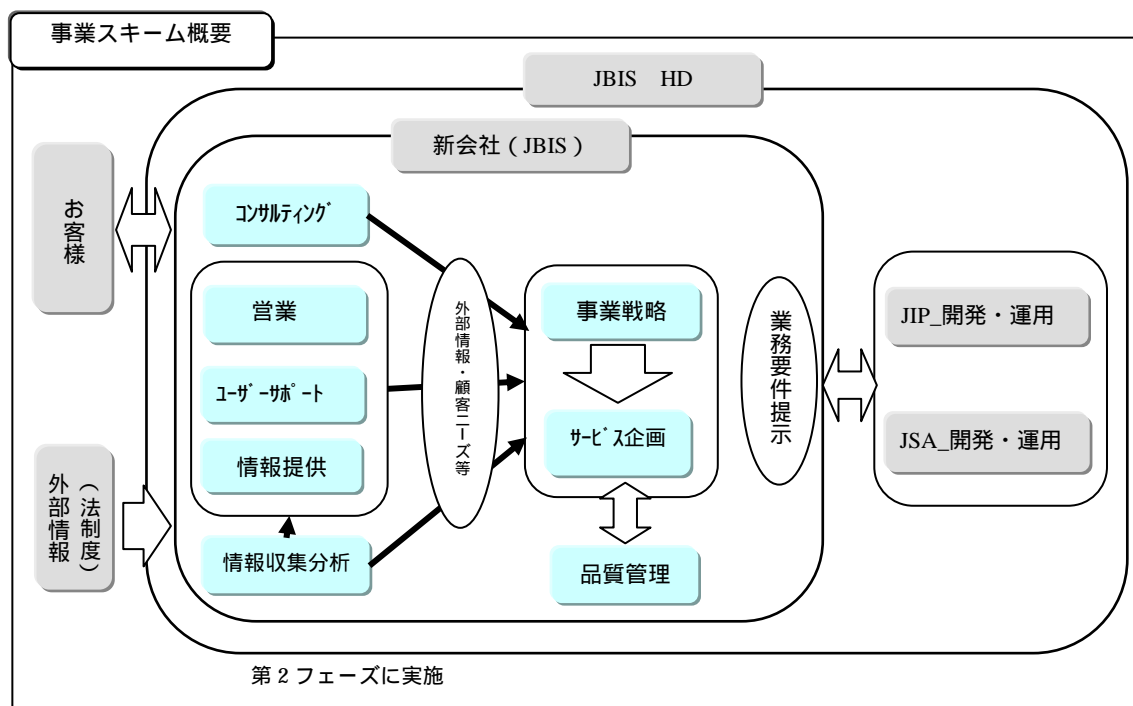 事業スキーム概要
JBIS HD
新会社(JBIS)
お客様
コンサルティング
営業
ユーザーサポート
情報提供
情報収集分析
外部情報・顧客ニーズ等
事業戦略
サービス企画
品質管理
業務要件提示
JIP_開発・運用
JSA_開発・運用
外部情報
(法制度)
第2フェーズに実施